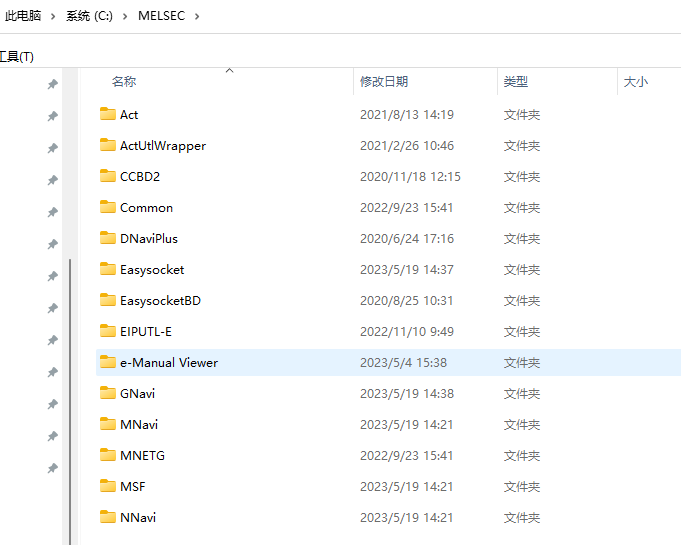 此电脑 > 系统 (C:) > MELSEC >
工具(T)
名称 修改日期 类型 大小
Act 2021/8/13 14:19 文件夹
ActUtlWrapper 2021/2/26 10:46 文件夹
CCBD2 2020/11/18 12:15 文件夹
Common 2022/9/23 15:41 文件夹
DNaviPlus 2020/6/24 17:16 文件夹
Easysocket 2023/5/19 14:37 文件夹
EasysocketBD 2020/8/25 10:31 文件夹
EIPUTL-E 2022/11/10 9:49 文件夹
e-Manual Viewer 2023/5/4 15:38 文件夹
GNavi 2023/5/19 14:38 文件夹
MNavi 2023/5/19 14:21 文件夹
MNETG 2022/9/23 15:41 文件夹
MSF 2023/5/19 14:21 文件夹
NNavi 2023/5/19 14:21 文件夹